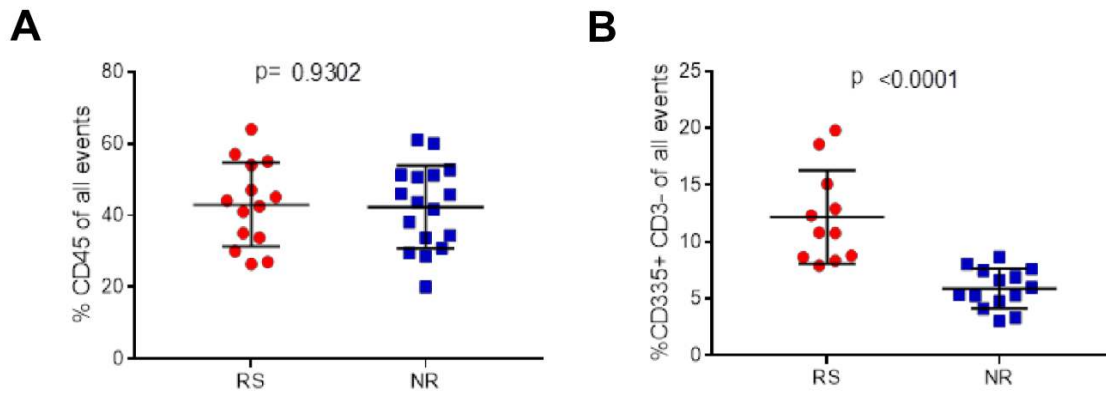 A
p= 0.9302
% CD45 of all events
80
60
40
20
0
RS
NR
B
p <0.0001
%CD335+ CD3- of all events
25
20
15
10
5
0
RS
NR